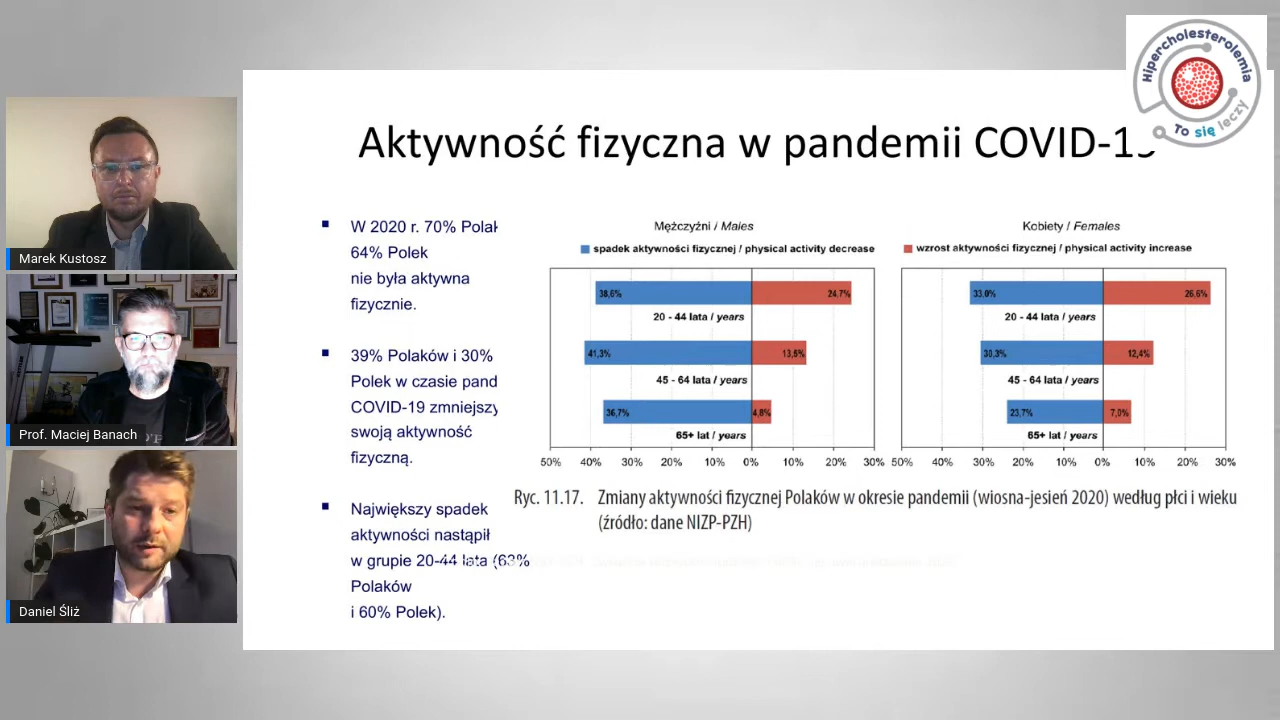 Hipercholesterolemia
To się leczy
Aktywność fizyczna w pandemii COVID-19
Marek Kustosz
Prof. Maciej Banach
Daniel Śliż
W 2020 r. 70% Polak
64% Polek
nie była aktywna
fizycznie.
39% Polaków i 30%
Polek w czasie pand
COVID-19 zmniejszy
swoją aktywność
fizyczną.
Największy spadek
aktywności nastąpił
w grupie 20-44 lata (63%
Polaków
i 60% Polek).
Mężczyźni / Males
spadek aktywności fizycznej / physical activity decrease
38,6% 24,7%
20 - 44 lata / years
41,3% 13,6%
45 - 64 lata / years
36,7% 4,8%
65+ lat / years
50% 40% 30% 20% 10% 0% 10% 20% 30%
Kobiety / Females
wzrost aktywności fizycznej / physical activity increase
33,0% 26,6%
20 - 44 lata / years
30,3% 12,4%
45 - 64 lata / years
23,7% 7,0%
65+ lat / years
50% 40% 30% 20% 10% 0% 10% 20% 30%
Ryc. 11.17. Zmiany aktywności fizycznej Polaków w okresie pandemii (wiosna-jesień 2020) według płci i wieku
(źródło: dane NIZP-PZH)